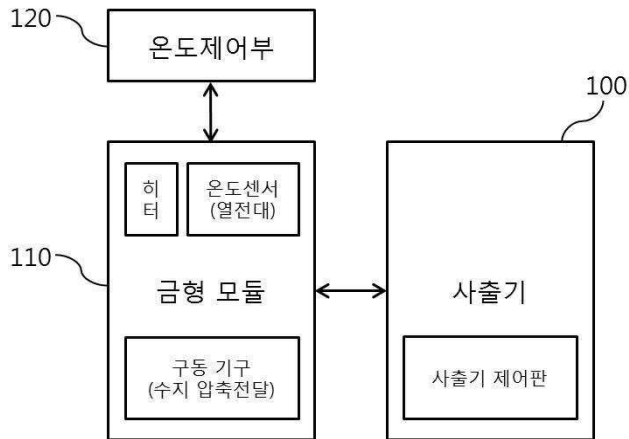 120
온도제어부
100
히
터
온도센서
(열전대)
110
금형 모듈
사출기
구동 기구
(수지 압축전달)
사출기 제어판